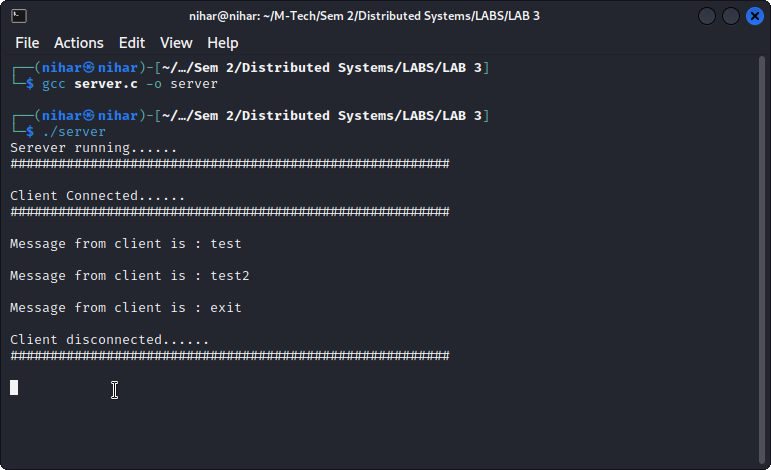 nihar@nihar: ~/M-Tech/Sem 2/Distributed Systems/LABS/LAB 3
File Actions Edit View Help
┌──(nihar㉿nihar)-[~/…/Sem 2/Distributed Systems/LABS/LAB 3]
└─$ gcc server.c -o server
┌──(nihar㉿nihar)-[~/…/Sem 2/Distributed Systems/LABS/LAB 3]
└─$ ./server
Serever running......
#######################################################
Client Connected......
#######################################################
Message from client is : test
Message from client is : test2
Message from client is : exit
Client disconnected......
#######################################################